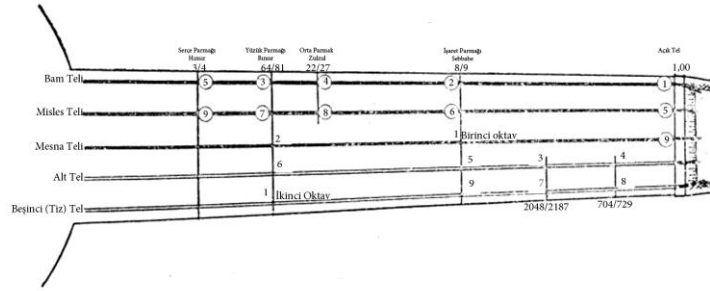 Serçe Parmağı
Hınsır
3/4
Yüzük Parmağı
Bınsır
64/81
Orta Parmak
Zulzul
22/27
İşaret Parmağı
Sebbabe
8/9
Açık Tel
1,00
Bam Teli 5 3 4 2 1
Misles Teli 9 7 8 6 5
Mesna Teli 2 1 Birinci oktav 9
Alt Tel 6 5 3 4
Beşinci (Tiz) Tel 1 İkinci Oktav 9 7 8
2048/2187 704/729